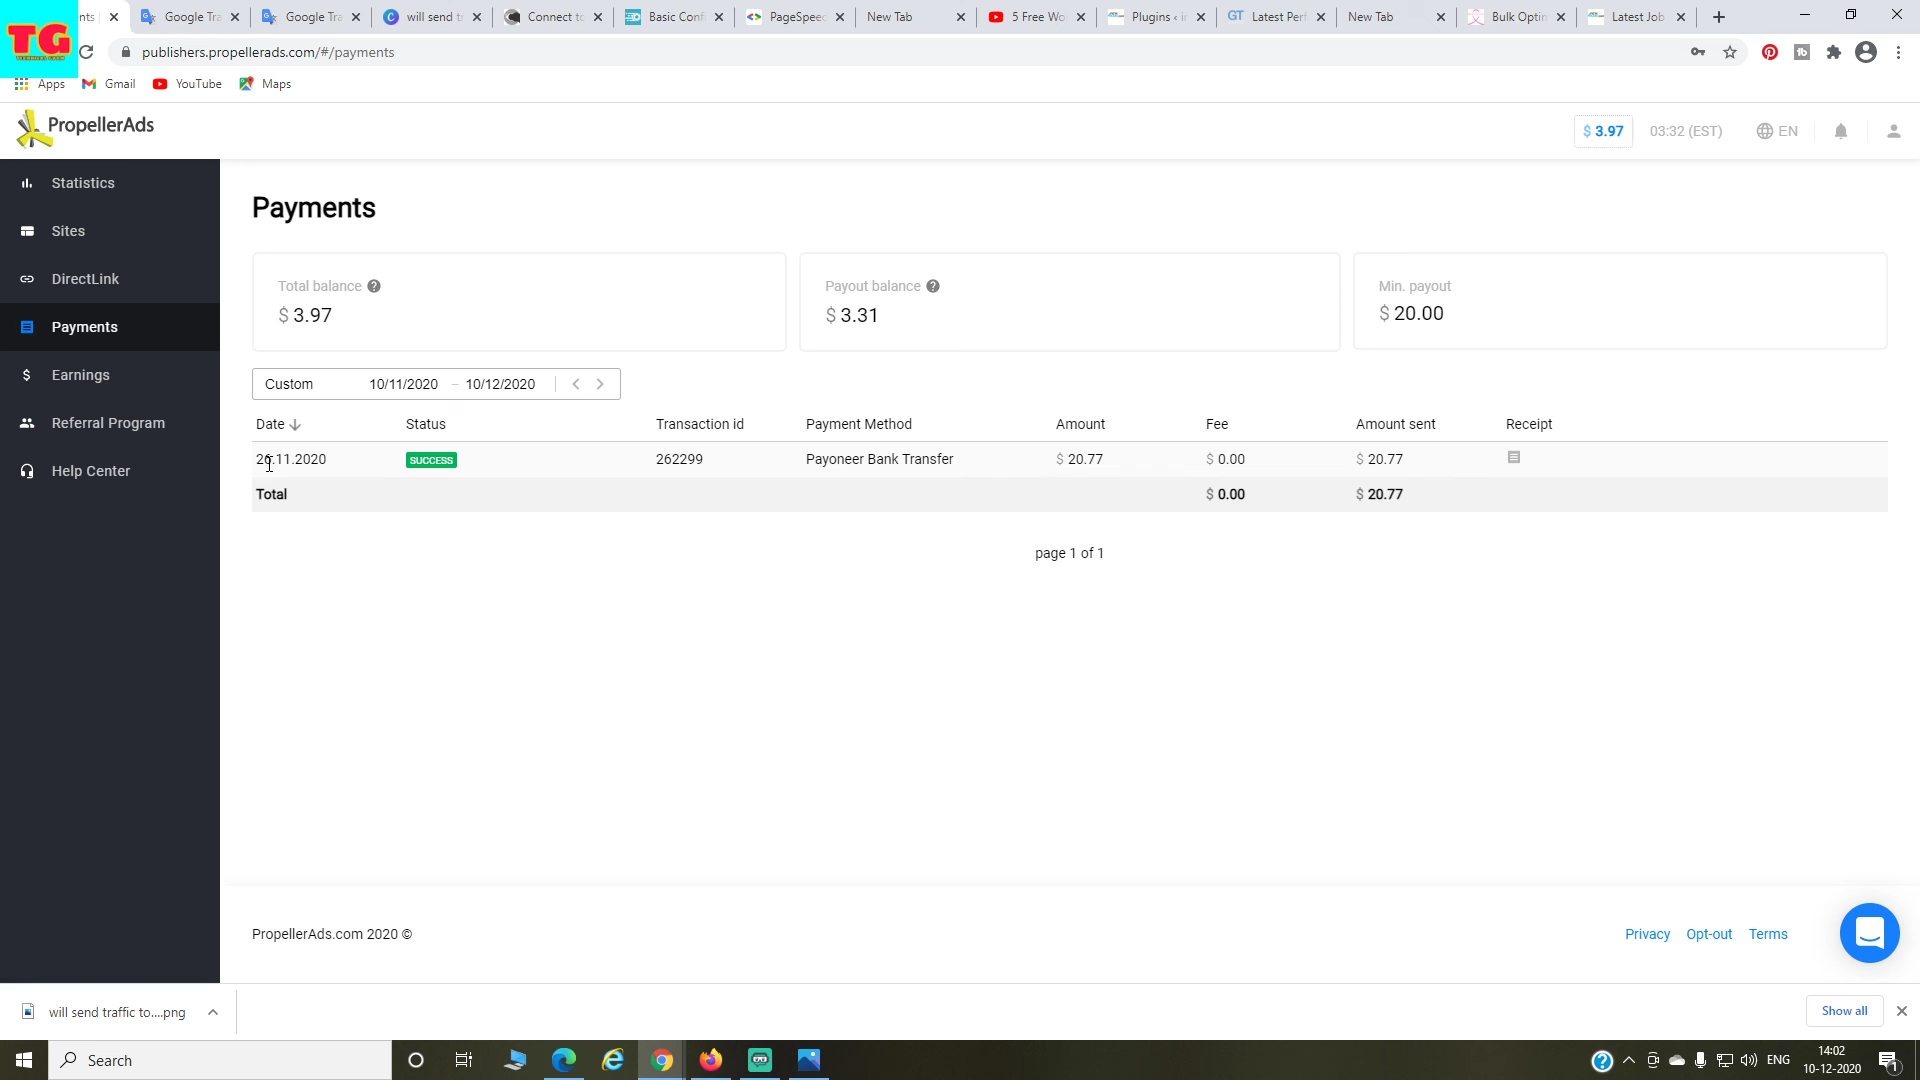 nts
Google Tra
Google Tra
will send t
Connect to
Basic Conf
PageSpeed
New Tab
5 Free Wo
Plugins ‹ i
Latest Perf
New Tab
Bulk Optin
Latest Job
TG
publishers.propellerads.com/#/payments
Apps
Gmail
YouTube
Maps
PropellerAds
$ 3.97
03:32 (EST)
EN
Statistics
Sites
DirectLink
Payments
Earnings
Referral Program
Help Center
Payments
Total balance
$ 3.97
Payout balance
$ 3.31
Min. payout
$ 20.00
Custom 10/11/2020 – 10/12/2020
Date Status Transaction id Payment Method Amount Fee Amount sent Receipt
26.11.2020 SUCCESS 262299 Payoneer Bank Transfer $ 20.77 $ 0.00 $ 20.77
Total $ 0.00 $ 20.77
page 1 of 1
PropellerAds.com 2020 ©
Privacy Opt-out Terms
will send traffic to....png
Show all
Search
ENG
14:02
10-12-2020
1